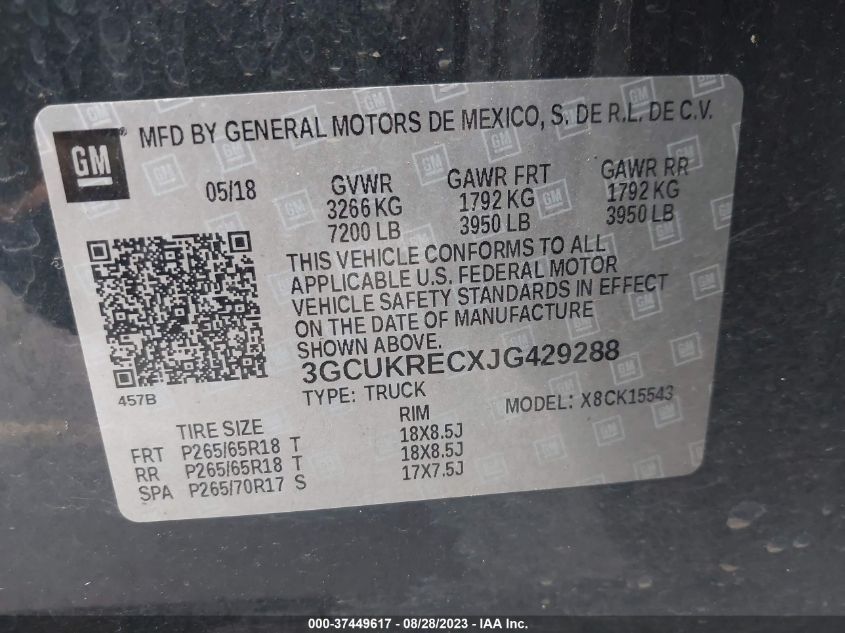 GM
MFD BY GENERAL MOTORS DE MEXICO, S. DE R.L. DE C.V.
05/18
GVWR
3266 KG
7200 LB
GAWR FRT
1792 KG
3950 LB
GAWR RR
1792 KG
3950 LB
THIS VEHICLE CONFORMS TO ALL
APPLICABLE U.S. FEDERAL MOTOR
VEHICLE SAFETY STANDARDS IN EFFECT
ON THE DATE OF MANUFACTURE
SHOWN ABOVE.
3GCUKRECXJG429288
457B
TYPE: TRUCK
MODEL: X8CK15543
TIRE SIZE RIM
FRT P265/65R18 T 18X8.5J
RR P265/65R18 T 18X8.5J
SPA P265/70R17 S 17X7.5J
000-37449617 - 08/28/2023 - IAA Inc.